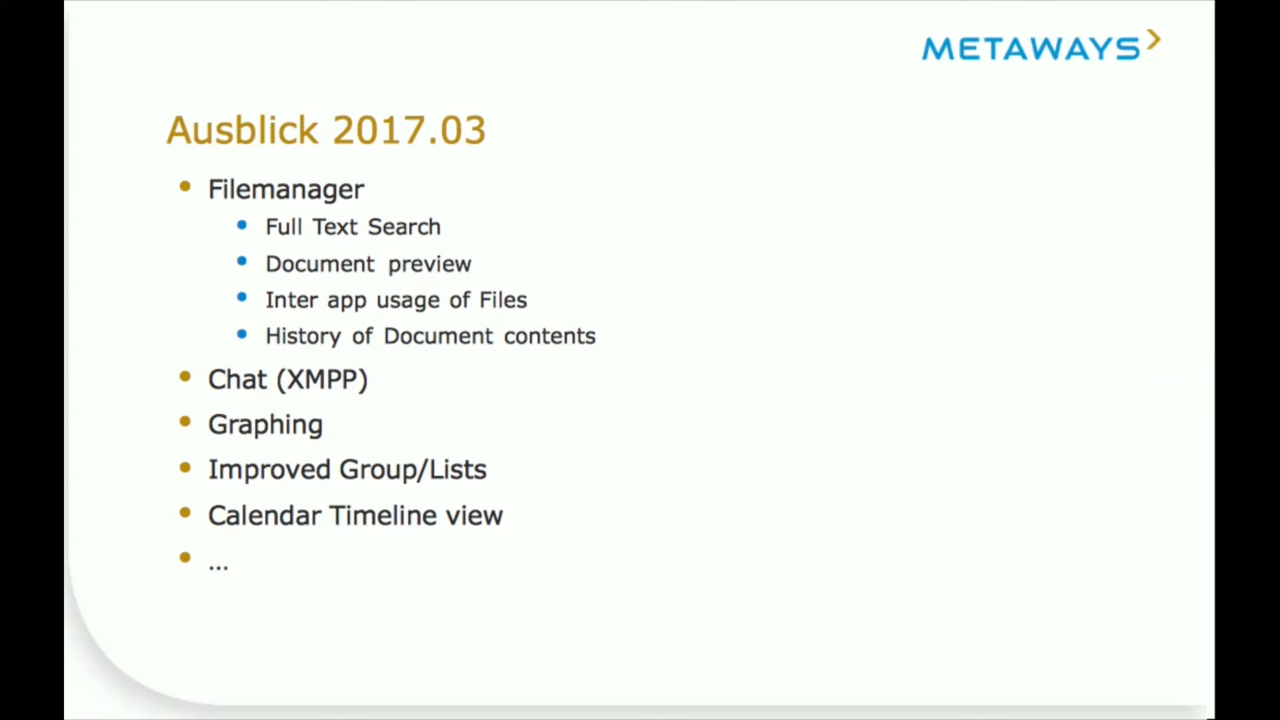 METAWAYS
Ausblick 2017.03
• Filemanager
• Full Text Search
• Document preview
• Inter app usage of Files
• History of Document contents
• Chat (XMPP)
• Graphing
• Improved Group/Lists
• Calendar Timeline view
• ...